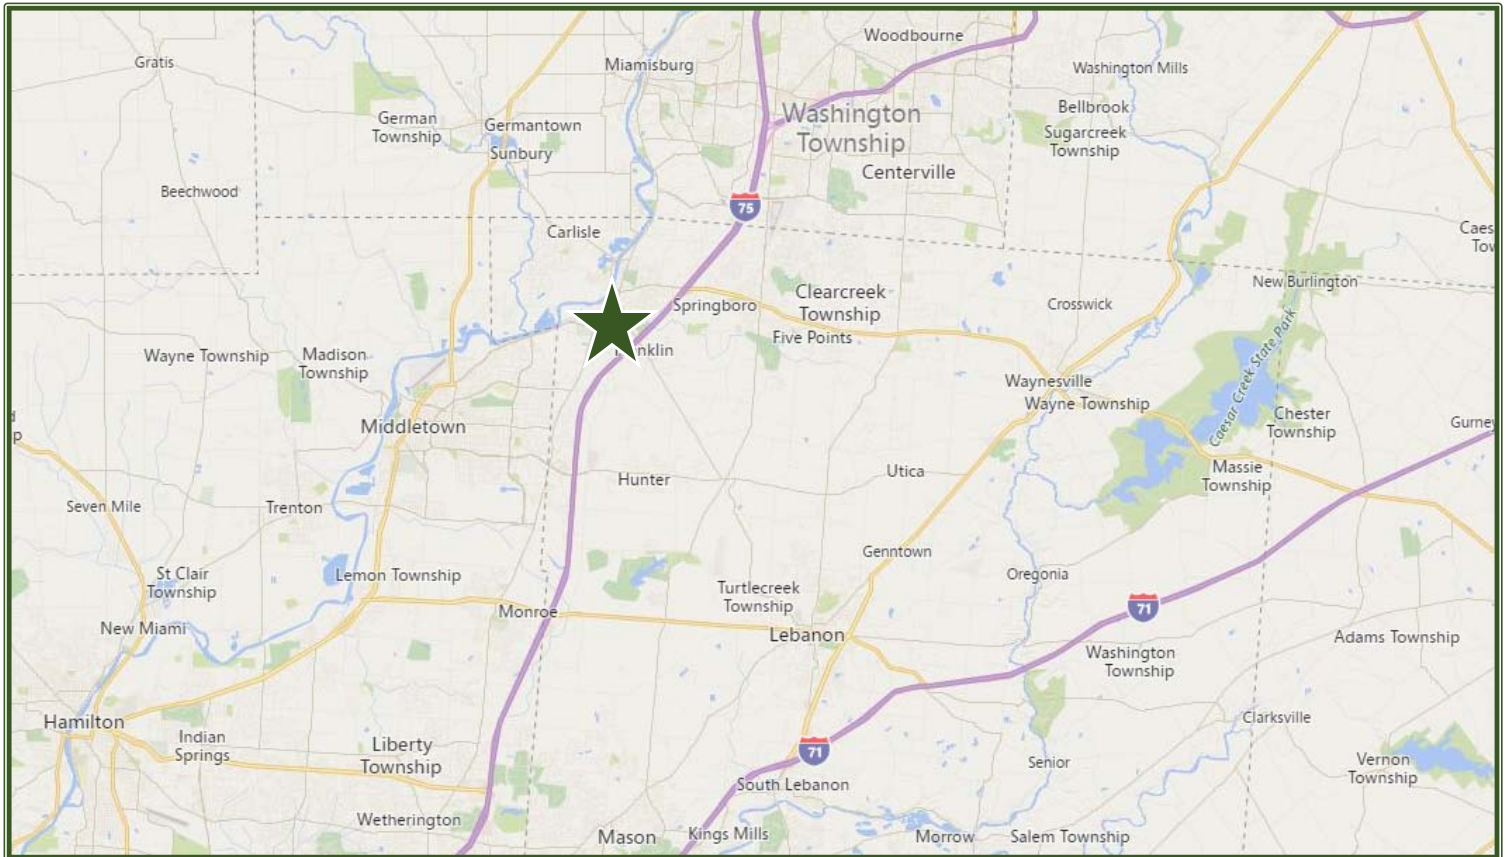 Woodbourne
Gratis
Miamisburg
Washington Mills
Bellbrook
Washington
Township
German
Township
Germantown
Sugarcreek
Township
Sunbury
Centerville
Beechwood
75
Carlisle
New Burlington
Clearcreek
Township
Springboro
Crosswick
Five Points
Wayne Township
Madison
Township
Waynesville
Wayne Township
Caesar Creek State Park
Chester
Township
Middletown
Massie
Township
Utica
Hunter
Seven Mile
Trenton
Genntown
St Clair
Township
Lemon Township
Oregonia
Turtlecreek
Township
71
Monroe
New Miami
Lebanon
Adams Township
Washington
Township
Hamilton
Clarksville
Indian
Springs
Liberty
Township
71
Senior
Vernon
Township
South Lebanon
Wetherington
Mason
Kings Mills
Morrow
Salem Township